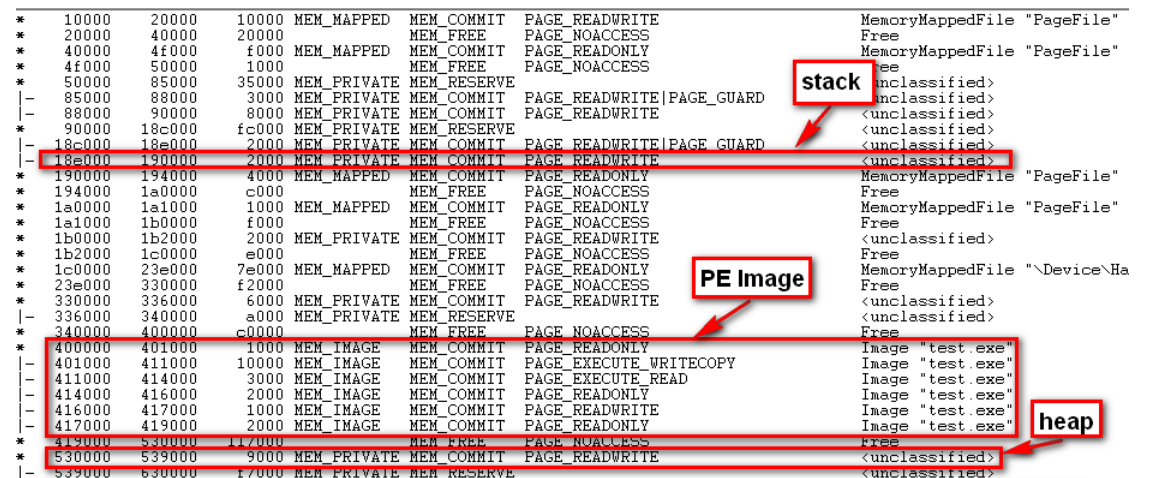 * 10000 20000 10000 MEM_MAPPED MEM_COMMIT PAGE_READWRITE MemoryMappedFile "PageFile"
* 20000 40000 20000 MEM_FREE PAGE_NOACCESS Free
* 40000 4f000 f000 MEM_MAPPED MEM_COMMIT PAGE_READONLY MemoryMappedFile "PageFile"
* 4f000 50000 1000 MEM_FREE PAGE_NOACCESS ree
* 50000 85000 35000 MEM_PRIVATE MEM_RESERVE nclassified>
|- 85000 88000 3000 MEM_PRIVATE MEM_COMMIT PAGE_READWRITE|PAGE_GUARD nclassified>
|- 88000 90000 8000 MEM_PRIVATE MEM_COMMIT PAGE_READWRITE <unclassified>
stack
* 90000 18c000 fc000 MEM_PRIVATE MEM_RESERVE <unclassified>
|- 18c000 18e000 2000 MEM_PRIVATE MEM_COMMIT PAGE_READWRITE|PAGE_GUARD <unclassified>
|- 18e000 190000 2000 MEM_PRIVATE MEM_COMMIT PAGE_READWRITE <unclassified>
* 190000 194000 4000 MEM_MAPPED MEM_COMMIT PAGE_READONLY MemoryMappedFile "PageFile"
* 194000 1a0000 c000 MEM_FREE PAGE_NOACCESS Free
* 1a0000 1a1000 1000 MEM_MAPPED MEM_COMMIT PAGE_READONLY MemoryMappedFile "PageFile"
* 1a1000 1b0000 f000 MEM_FREE PAGE_NOACCESS Free
* 1b0000 1b2000 2000 MEM_PRIVATE MEM_COMMIT PAGE_READWRITE <unclassified>
* 1b2000 1c0000 e000 MEM_FREE PAGE_NOACCESS Free
* 1c0000 23e000 7e000 MEM_MAPPED MEM_COMMIT PAGE_READONLY MemoryMappedFile "\Device\Ha
* 23e000 330000 f2000 MEM_FREE PAGE_NOACCESS Free
PE Image
* 330000 336000 6000 MEM_PRIVATE MEM_COMMIT PAGE_READWRITE <unclassified>
|- 336000 340000 a000 MEM_PRIVATE MEM_RESERVE <unclassified>
* 340000 400000 c0000 MEM_FREE PAGE_NOACCESS Free
* 400000 401000 1000 MEM_IMAGE MEM_COMMIT PAGE_READONLY Image "test.exe"
|- 401000 411000 10000 MEM_IMAGE MEM_COMMIT PAGE_EXECUTE_WRITECOPY Image "test.exe"
|- 411000 414000 3000 MEM_IMAGE MEM_COMMIT PAGE_EXECUTE_READ Image "test.exe"
|- 414000 416000 2000 MEM_IMAGE MEM_COMMIT PAGE_READONLY Image "test.exe"
|- 416000 417000 1000 MEM_IMAGE MEM_COMMIT PAGE_READWRITE Image "test.exe"
|- 417000 419000 2000 MEM_IMAGE MEM_COMMIT PAGE_READONLY Image "test.exe"
heap
* 419000 530000 117000 MEM_FREE PAGE_NOACCESS Free
* 530000 539000 9000 MEM_PRIVATE MEM_COMMIT PAGE_READWRITE <unclassified>
|- 539000 630000 f7000 MEM_PRIVATE MEM_RESERVE <unclassified>